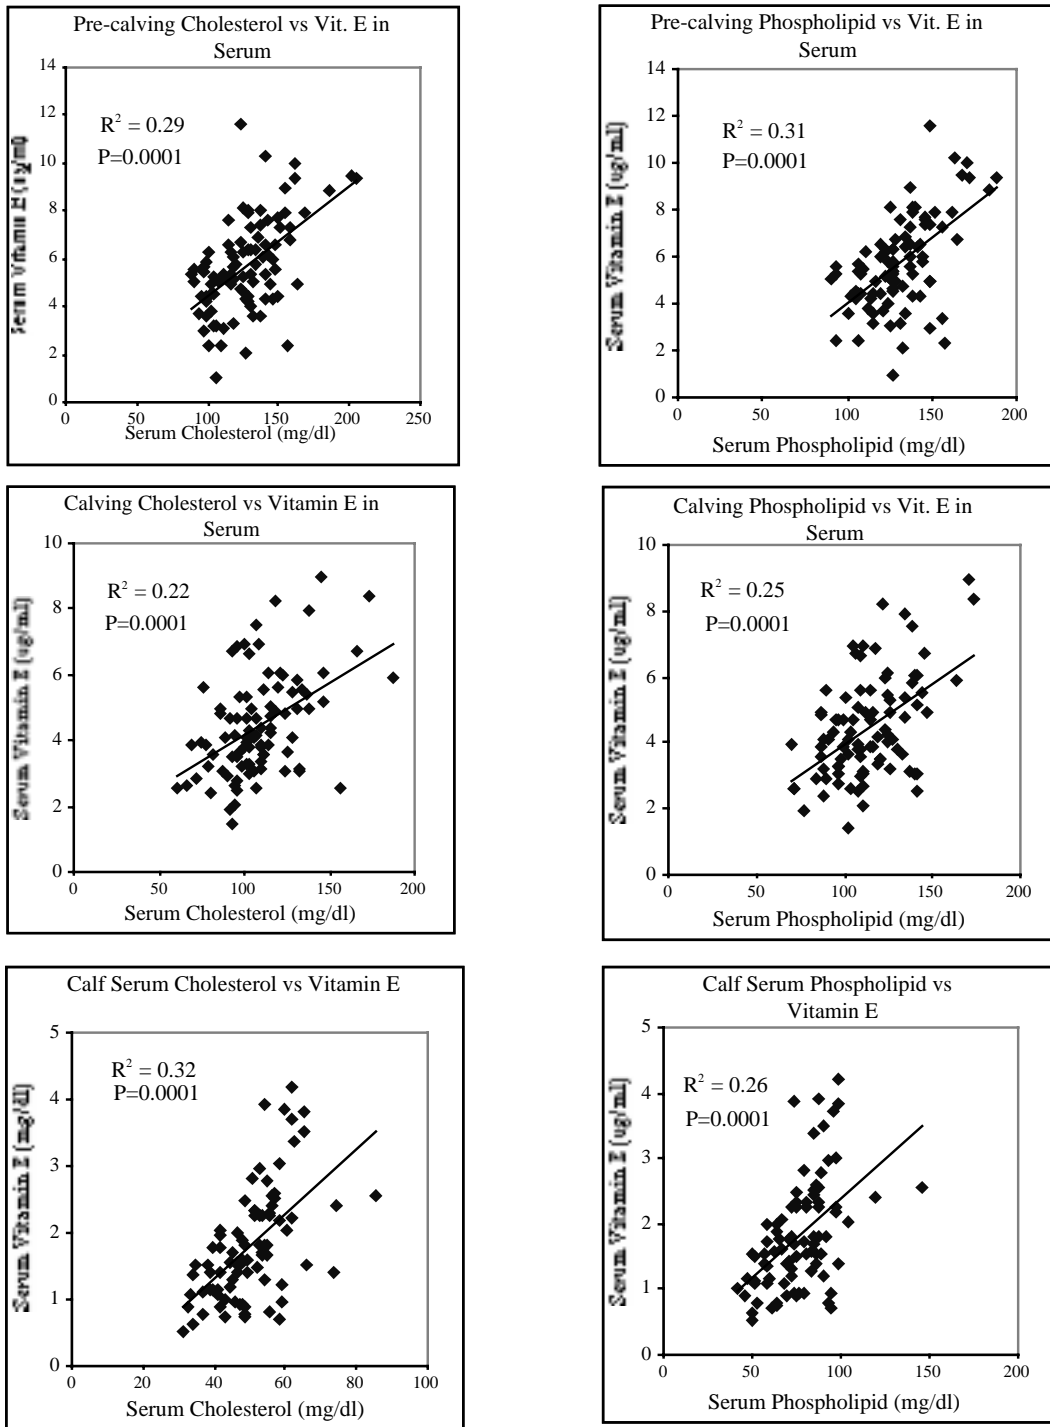 Pre-calving Cholesterol vs Vit. E in
Serum
14
12
10
8
6
4
2
0
R² = 0.29
P=0.0001
Serum Vitamin E (ug/ml)
0 50 100 150 200 250
Serum Cholesterol (mg/dl)
Pre-calving Phospholipid vs Vit. E in
Serum
14
12
10
8
6
4
2
0
R² = 0.31
P=0.0001
Serum Vitamin E (ug/ml)
0 50 100 150 200
Serum Phospholipid (mg/dl)
Calving Cholesterol vs Vitamin E in
Serum
10
8
6
4
2
0
R² = 0.22
P=0.0001
Serum Vitamin E (ug/ml)
0 50 100 150 200
Serum Cholesterol (mg/dl)
Calving Phospholipid vs Vit. E in
Serum
10
8
6
4
2
0
R² = 0.25
P=0.0001
Serum Vitamin E (ug/ml)
0 50 100 150 200
Serum Phospholipid (mg/dl)
Calf Serum Cholesterol vs Vitamin E
5
4
3
2
1
0
R² = 0.32
P=0.0001
Serum Vitamin E (mg/dl)
0 20 40 60 80 100
Serum Cholesterol (mg/dl)
Calf Serum Phospholipid vs
Vitamin E
5
4
3
2
1
0
R² = 0.26
P=0.0001
Serum Vitamin E (ug/ml)
0 50 100 150 200
Serum Phospholipid (mg/dl)